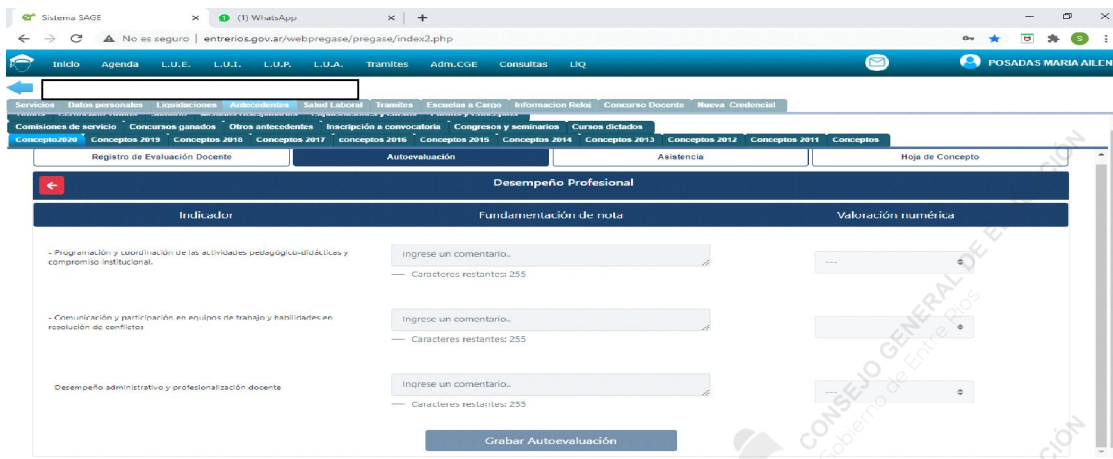 Sistema SAGE
(1) WhatsApp
No es seguro | entrerios.gov.ar/webpregase/pregase/index2.php
Inicio Agenda L.U.E. L.U.I. L.U.P. L.U.A. Tramites Adm.CGE Consultas LIQ POSADAS MARIA AILEN
Servicios Datos personales Liquidaciones Antecedentes Salud Laboral Tramites Escuelas a Cargo Informacion Reloj Concurso Docente Nueva Credencial
Comisiones de servicio Concursos ganados Otros antecedentes Inscripción a convocatoria Congresos y seminarios Cursos dictados
Concepto2020 Conceptos 2019 Conceptos 2018 Conceptos 2017 conceptos 2016 Conceptos 2015 Conceptos 2014 Conceptos 2013 Conceptos 2012 Conceptos 2011 Conceptos
Registro de Evaluación Docente Autoevaluación Asistencia Hoja de Concepto
Desempeño Profesional
Indicador Fundamentación de nota Valoración numérica
- Programación y coordinación de las actividades pedagógico-didácticas y
compromiso institucional.
Ingrese un comentario..
---
Caracteres restantes: 255
- Comunicación y participación en equipos de trabajo y habilidades en
resolución de conflictos
Ingrese un comentario..
Caracteres restantes: 255
Desempeño administrativo y profesionalización docente
Ingrese un comentario..
---
Caracteres restantes: 255
Grabar Autoevaluación
CONSEJO GENERAL DE EDUCACIÓN
Gobierno de Entre Ríos